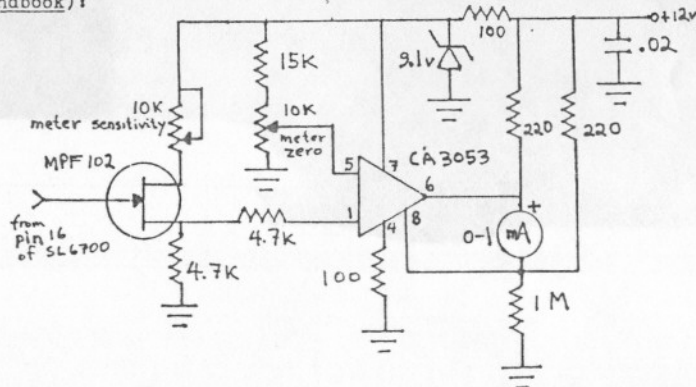 ndbook):
o+12v
100
.02
9.1v
15K
10K
meter sensitivity
10K
meter
zero
220
220
MPF 102
CA3053
5
7
6
1
4
8
+
0-1 mA
from
pin 16
of SL6700
4.7K
4.7K
100
1M